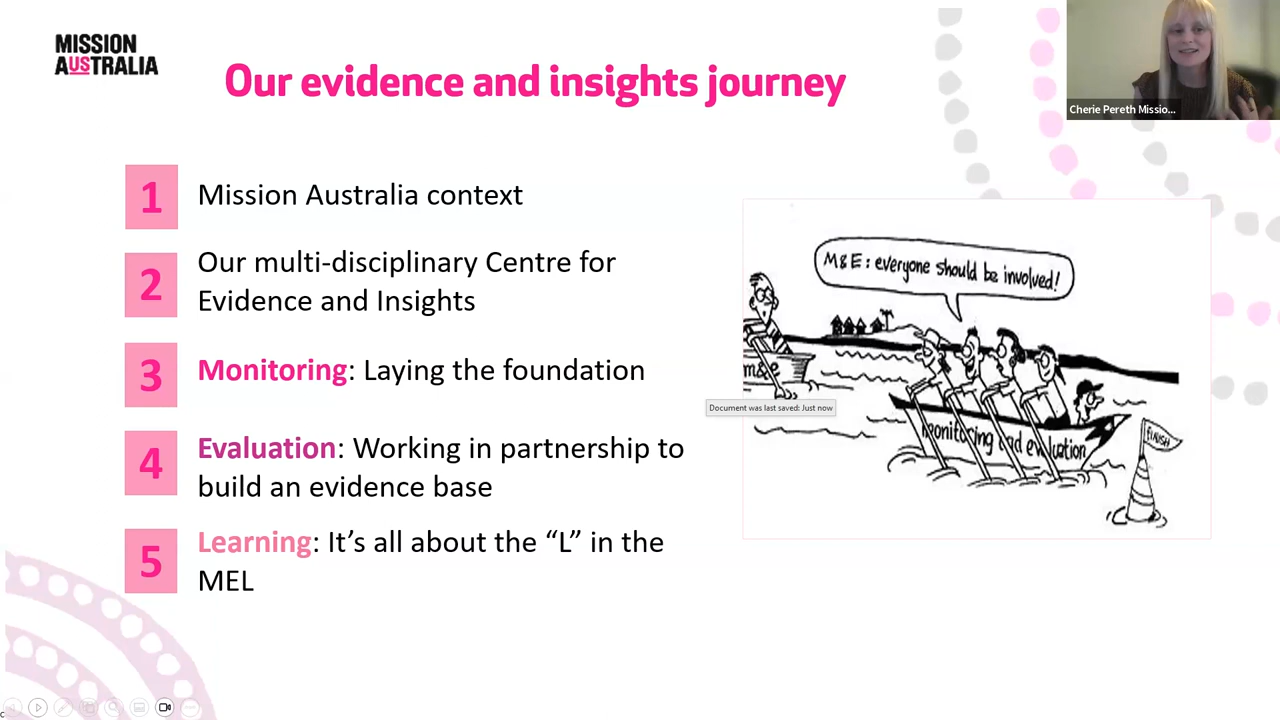 MISSION
AUSTRALIA
Our evidence and insights journey
Cherie Pereth Missio...
1
Mission Australia context
2
Our multi-disciplinary Centre for
Evidence and Insights
3
Monitoring: Laying the foundation
4
Evaluation: Working in partnership to
build an evidence base
5
Learning: It’s all about the “L” in the
MEL
M&E: everyone should be involved!
m&e
Document was last saved: Just now
monitoring and evaluation
FINISH